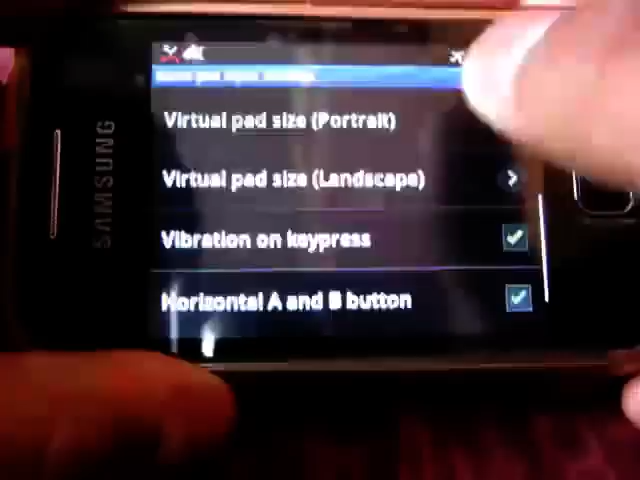 SAMSUNG
Virtual pad size (Portrait)
Virtual pad size (Landscape)
Vibration on keypress
Horizontal A and B button